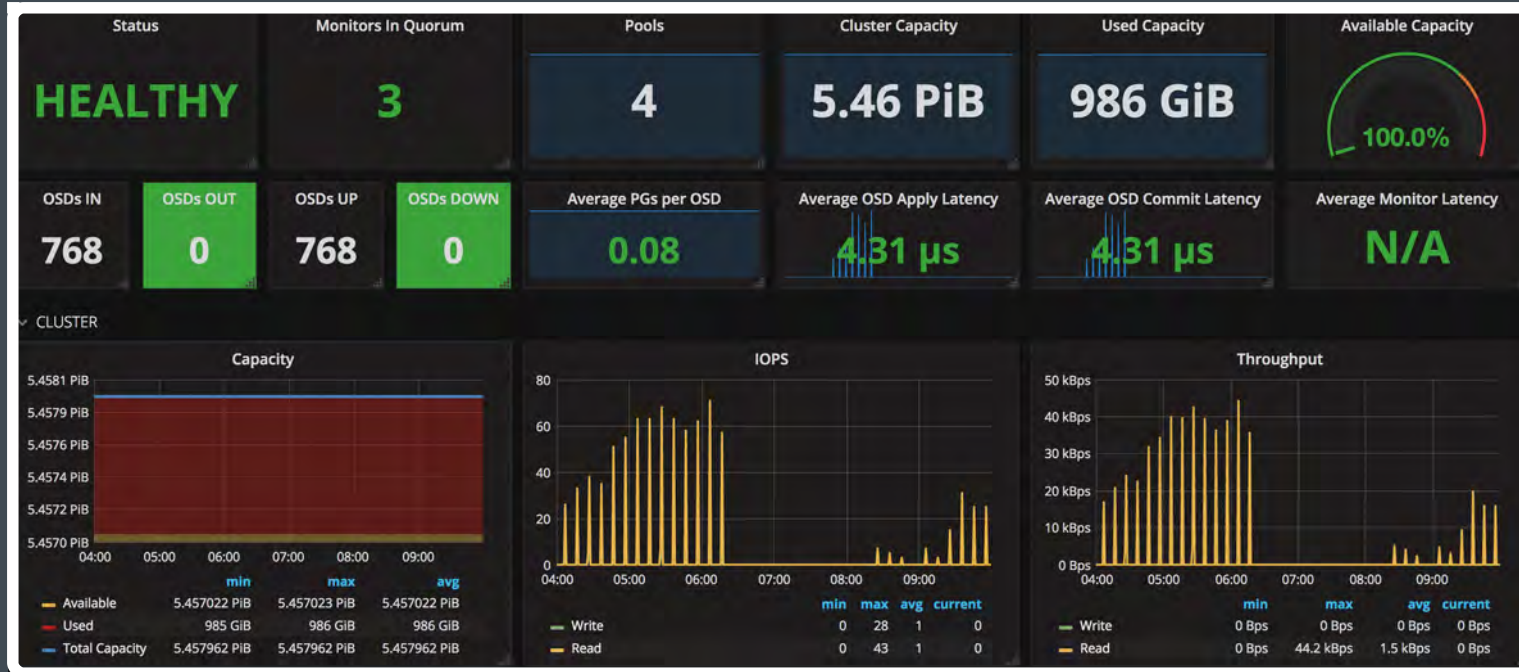 Status
Monitors In Quorum
Pools
Cluster Capacity
Used Capacity
Available Capacity
HEALTHY
3
4
5.46 PiB
986 GiB
100.0%
OSDs IN
OSDs OUT
OSDs UP
OSDs DOWN
Average PGs per OSD
Average OSD Apply Latency
Average OSD Commit Latency
Average Monitor Latency
768
0
768
0
0.08
4.31 µs
4.31 µs
N/A
CLUSTER
Capacity
5.4581 PiB
5.4579 PiB
5.4576 PiB
5.4574 PiB
5.4572 PiB
5.4570 PiB
04:00 05:00 06:00 07:00 08:00 09:00
min max avg
Available 5.457022 PiB 5.457023 PiB 5.457022 PiB
Used 985 GiB 986 GiB 986 GiB
Total Capacity 5.457962 PiB 5.457962 PiB 5.457962 PiB
IOPS
80
60
40
20
0
04:00 05:00 06:00 07:00 08:00 09:00
min max avg current
Write 0 28 1 0
Read 0 43 1 0
Throughput
50 kBps
40 kBps
30 kBps
20 kBps
10 kBps
0 Bps
04:00 05:00 06:00 07:00 08:00 09:00
min max avg current
Write 0 Bps 0 Bps 0 Bps 0 Bps
Read 0 Bps 44.2 kBps 1.5 kBps 0 Bps